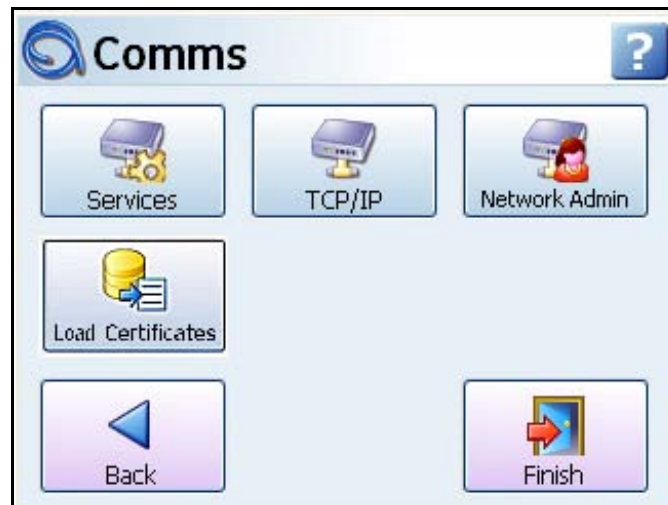 Comms
?
Services
TCP/IP
Network Admin
Load Certificates
Back
Finish